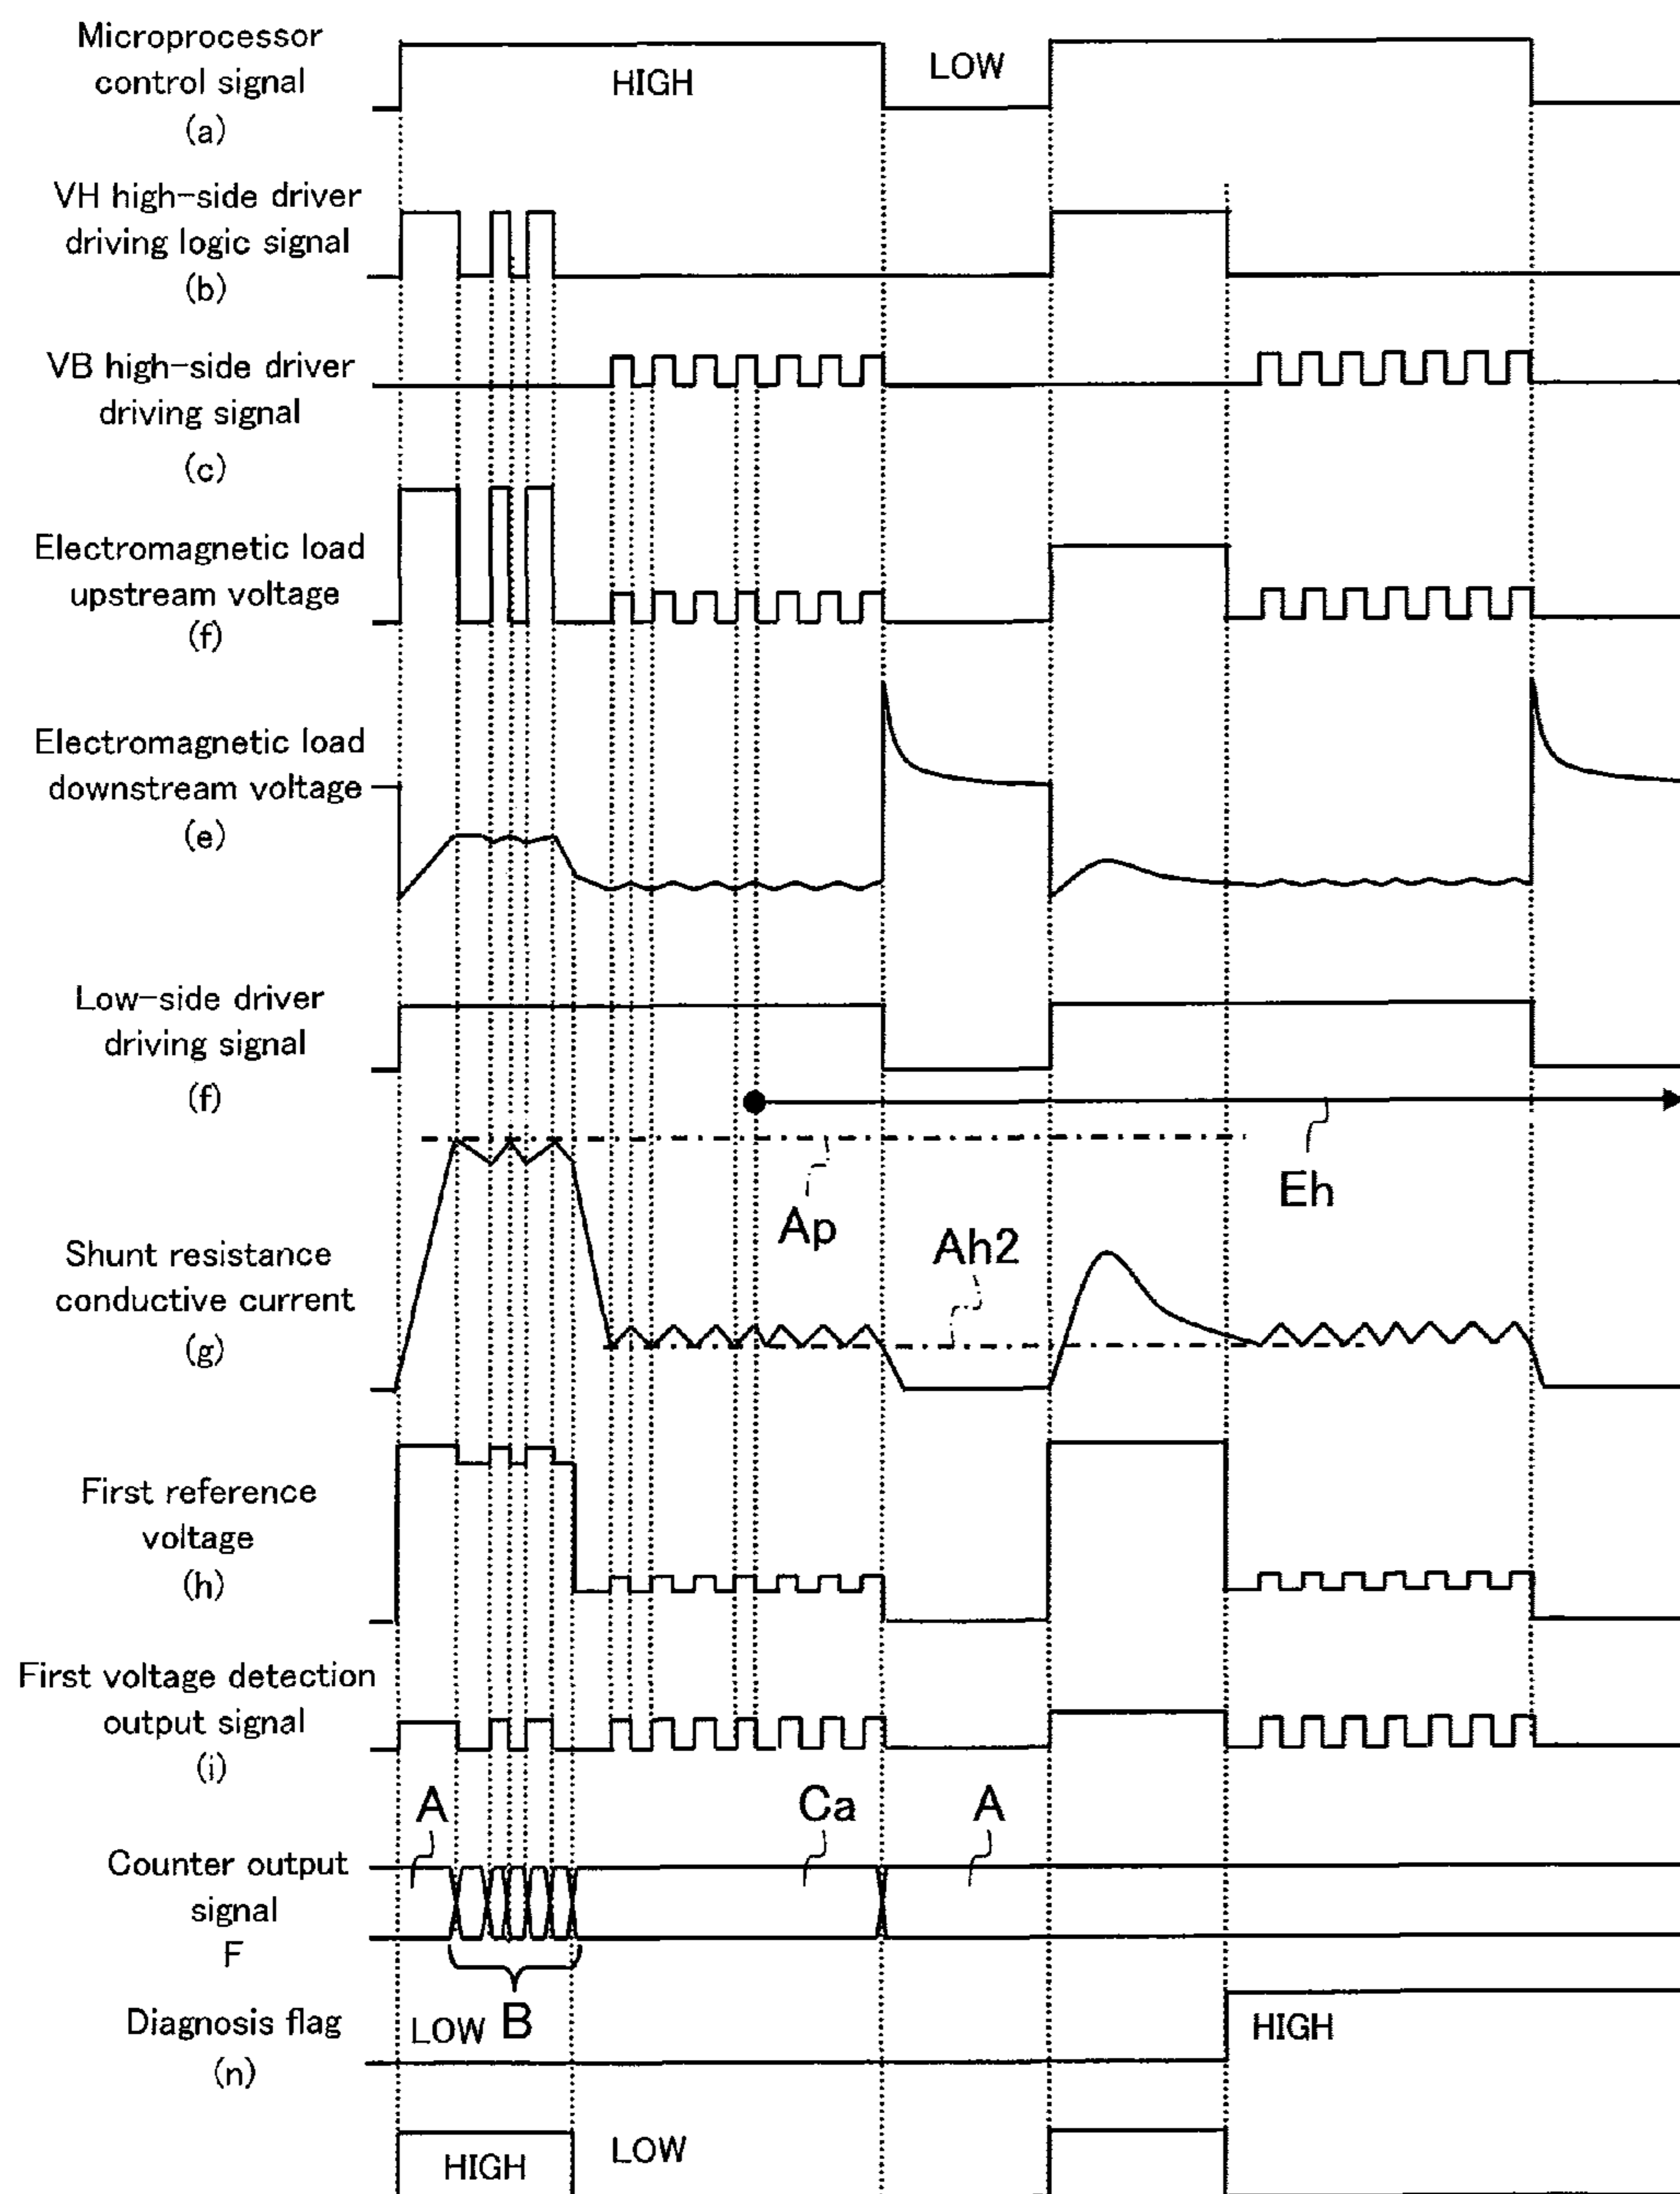 Microprocessor
control signal
(a)
HIGH
LOW
VH high-side driver
driving logic signal
(b)
VB high-side driver
driving signal
(c)
Electromagnetic load
upstream voltage
(f)
Electromagnetic load
downstream voltage
(e)
Low-side driver
driving signal
(f)
Eh
Ap
Ah2
Shunt resistance
conductive current
(g)
First reference
voltage
(h)
First voltage detection
output signal
(i)
A
Ca
A
Counter output
signal
F
B
Diagnosis flag
(n)
LOW
HIGH
HIGH
LOW